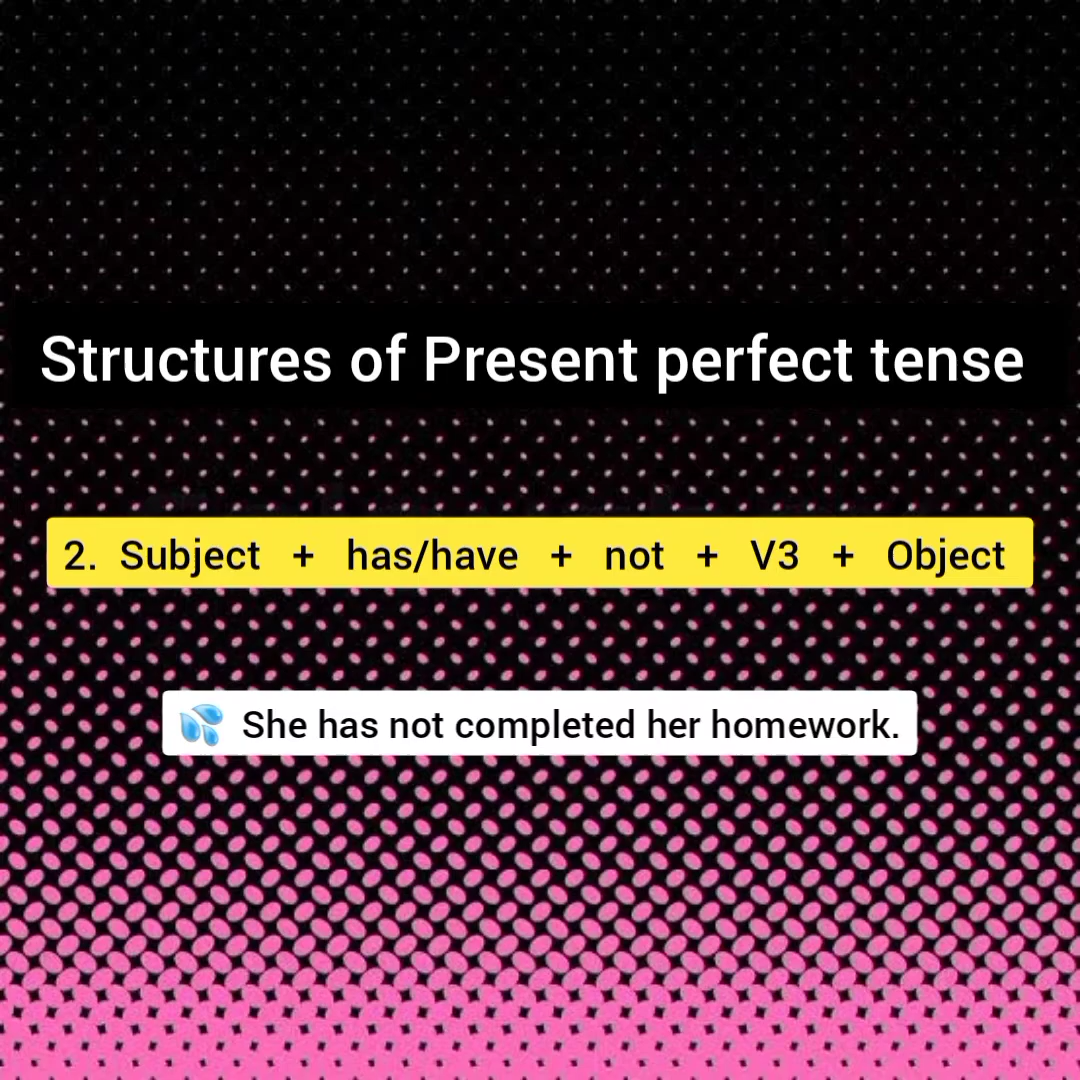 Structures of Present perfect tense
2. Subject + has/have + not + V3 + Object
💦 She has not completed her homework.